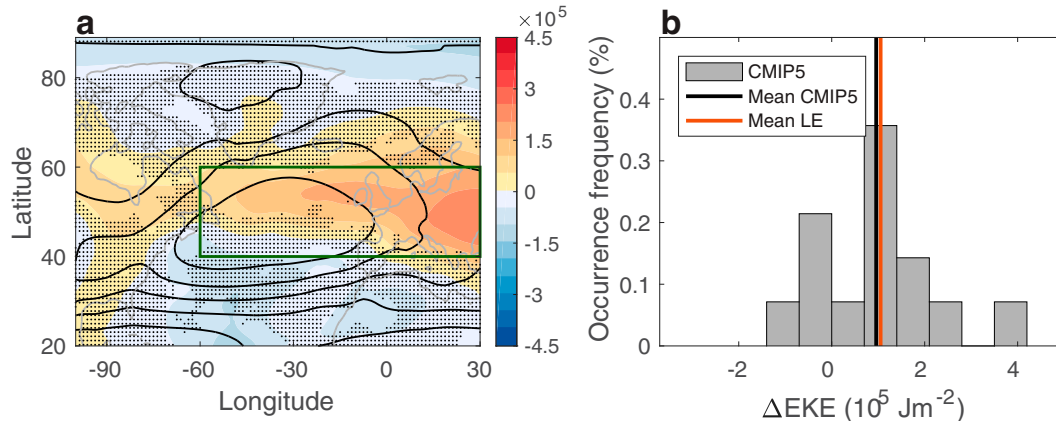 a
×10^5
Latitude
80
60
40
20
-90
-60
-30
0
30
Longitude
4.5
3
1.5
0
-1.5
-3
-4.5
b
Occurrence frequency (%)
0.4
0.3
0.2
0.1
0
CMIP5
Mean CMIP5
Mean LE
-2
0
2
4
ΔEKE (10^5 Jm^-2)